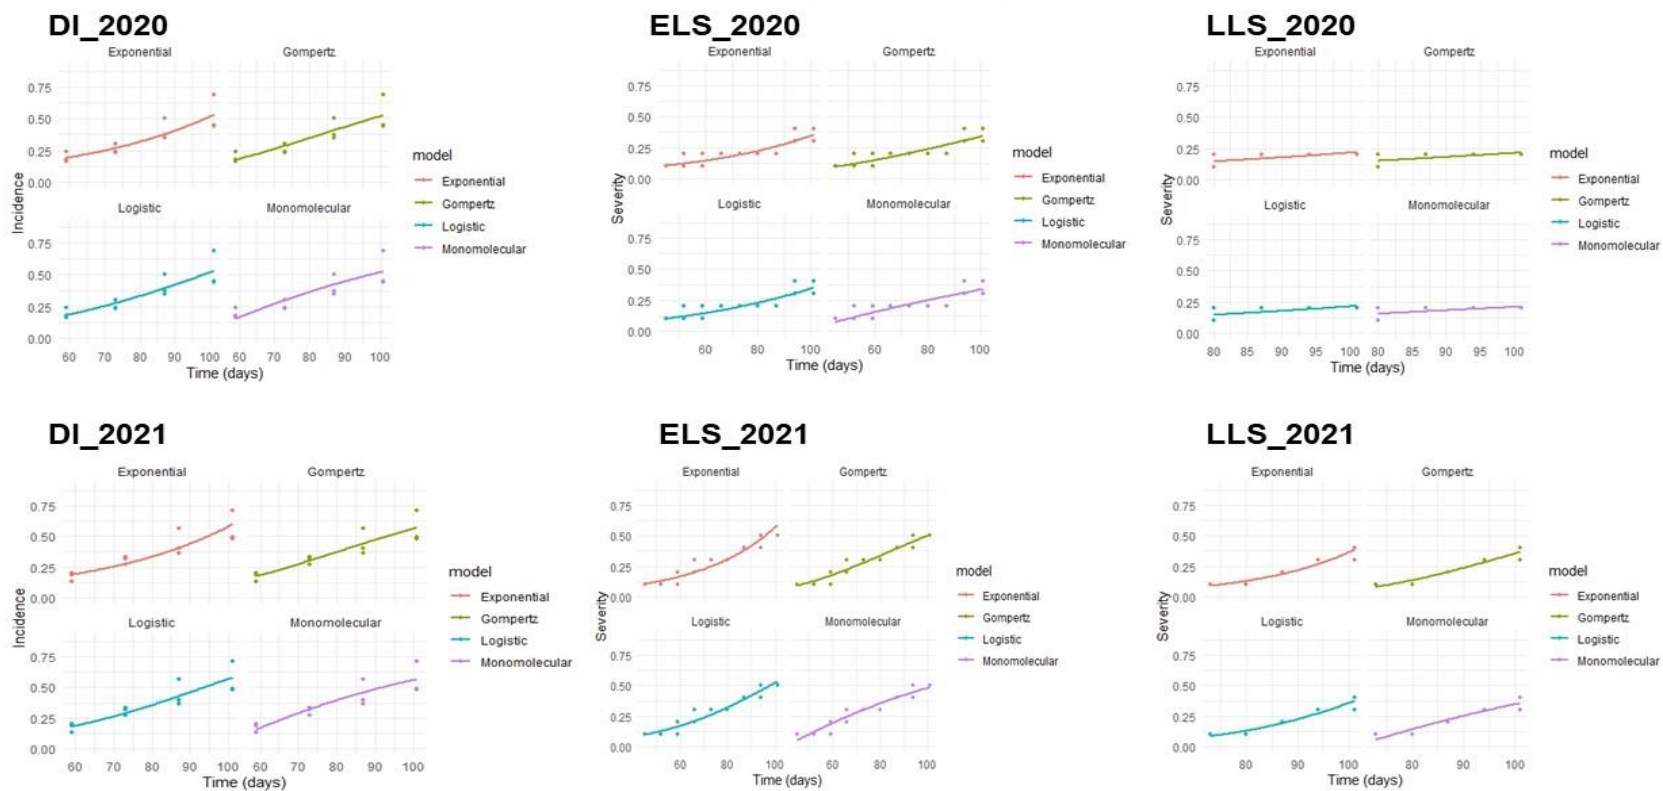 DI_2020
Exponential Gompertz
0.75
0.50
0.25
0.00
Logistic Monomolecular
0.75
0.50
0.25
0.00
60 70 80 90 100 60 70 80 90 100
Time (days)
Incidence
model
Exponential
Gompertz
Logistic
Monomolecular
ELS_2020
Exponential Gompertz
0.75
0.50
0.25
0.00
Logistic Monomolecular
0.75
0.50
0.25
0.00
60 80 100 60 80 100
Time (days)
Severity
model
Exponential
Gompertz
Logistic
Monomolecular
LLS_2020
Exponential Gompertz
0.75
0.50
0.25
0.00
Logistic Monomolecular
0.75
0.50
0.25
0.00
80 85 90 95 100 80 85 90 95 100
Time (days)
Severity
model
Exponential
Gompertz
Logistic
Monomolecular
DI_2021
Exponential Gompertz
0.75
0.50
0.25
0.00
Logistic Monomolecular
0.75
0.50
0.25
0.00
60 70 80 90 100 60 70 80 90 100
Time (days)
Incidence
model
Exponential
Gompertz
Logistic
Monomolecular
ELS_2021
Exponential Gompertz
0.75
0.50
0.25
0.00
Logistic Monomolecular
0.75
0.50
0.25
0.00
60 80 100 60 80 100
Time (days)
Severity
model
Exponential
Gompertz
Logistic
Monomolecular
LLS_2021
Exponential Gompertz
0.75
0.50
0.25
0.00
Logistic Monomolecular
0.75
0.50
0.25
0.00
80 90 100 80 90 100
Time (days)
Severity
model
Exponential
Gompertz
Logistic
Monomolecular